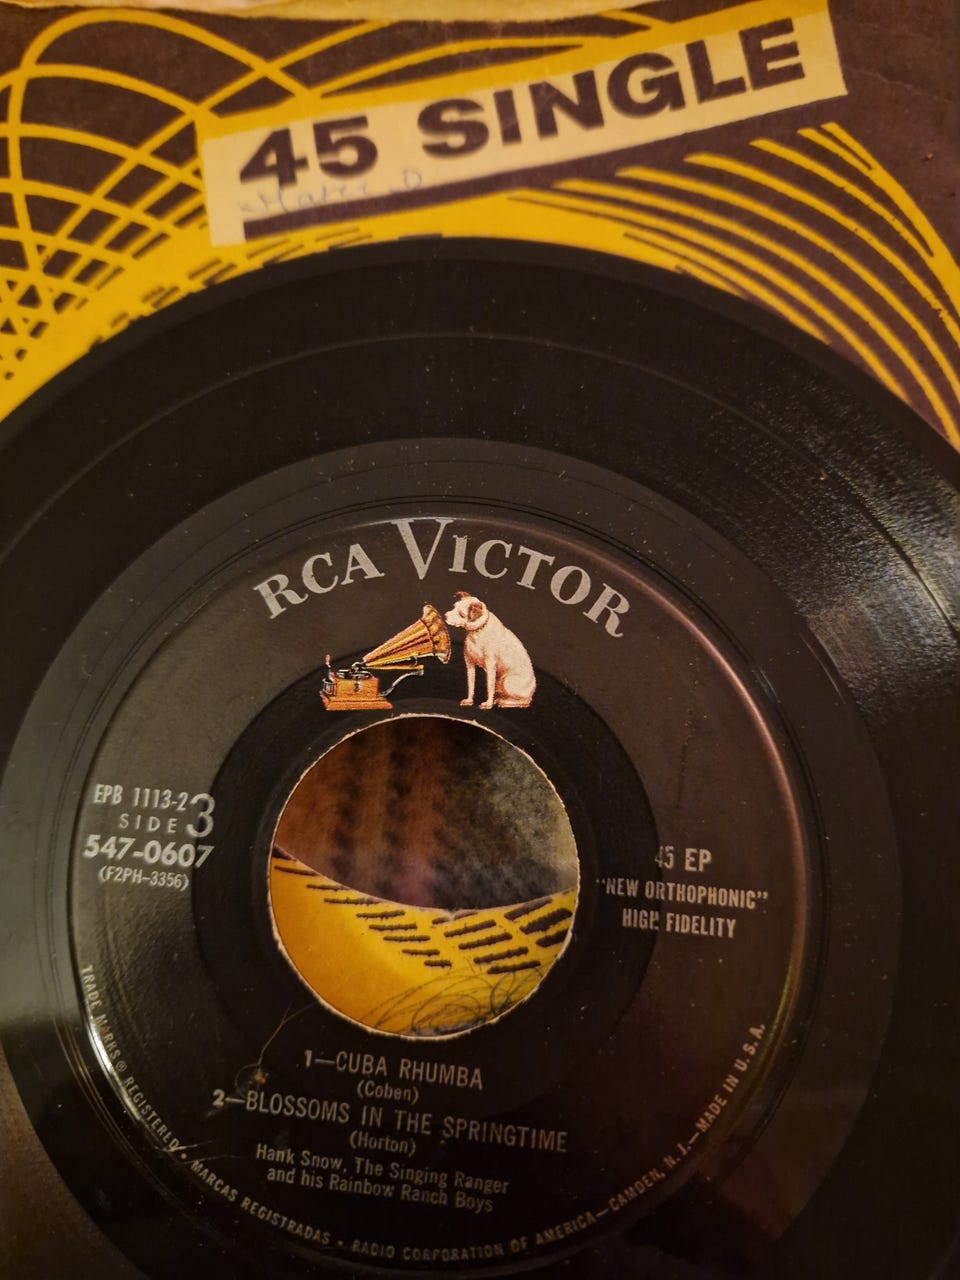 45 SINGLE
RCA VICTOR
EPB 1113-2
SIDE 3
547-0607
(F2PH-3356)
45 EP
"NEW ORTHOPHONIC"
HIGH FIDELITY
1—CUBA RHUMBA
(Coben)
2—BLOSSOMS IN THE SPRINGTIME
(Horton)
Hank Snow, The Singing Ranger
and his Rainbow Ranch Boys
TRADE MARKS ® REGISTERED • MARCAS REGISTRADAS • RADIO CORPORATION OF AMERICA—CAMDEN, N. J.—MADE IN U.S.A.